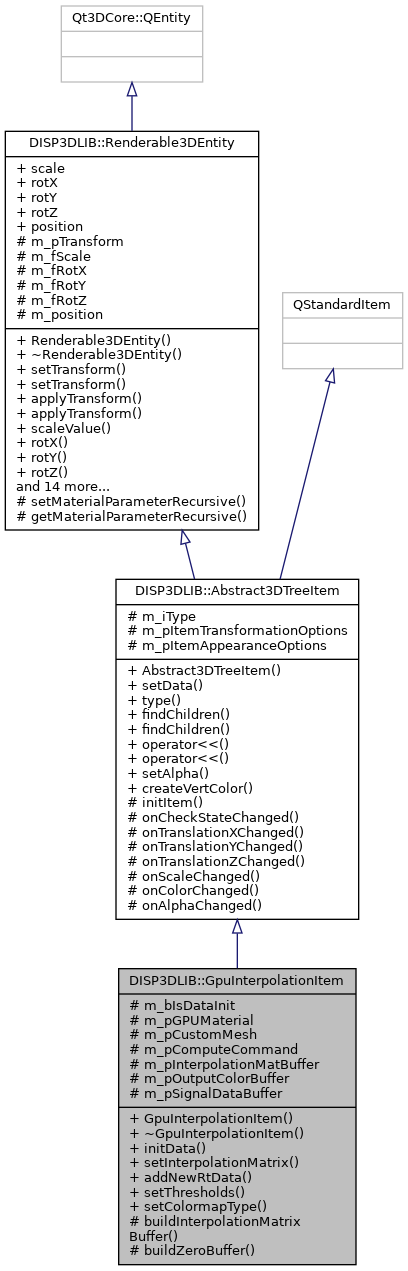 Qt3DCore::QEntity
DISP3DLIB::Renderable3DEntity
+ scale
+ rotX
+ rotY
+ rotZ
+ position
# m_pTransform
# m_fScale
# m_fRotX
# m_fRotY
# m_fRotZ
# m_position
+ Renderable3DEntity()
+ ~Renderable3DEntity()
+ setTransform()
+ setTransform()
+ applyTransform()
+ applyTransform()
+ scaleValue()
+ rotX()
+ rotY()
+ rotZ()
and 14 more...
# setMaterialParameterRecursive()
# getMaterialParameterRecursive()
QStandardItem
DISP3DLIB::Abstract3DTreeItem
# m_iType
# m_pItemTransformationOptions
# m_pItemAppearanceOptions
+ Abstract3DTreeItem()
+ setData()
+ type()
+ findChildren()
+ findChildren()
+ operator<<()
+ operator<<()
+ setAlpha()
+ createVertColor()
# initItem()
# onCheckStateChanged()
# onTranslationXChanged()
# onTranslationYChanged()
# onTranslationZChanged()
# onScaleChanged()
# onColorChanged()
# onAlphaChanged()
DISP3DLIB::GpuInterpolationItem
# m_bIsDataInit
# m_pGPUMaterial
# m_pCustomMesh
# m_pComputeCommand
# m_pInterpolationMatBuffer
# m_pOutputColorBuffer
# m_pSignalDataBuffer
+ GpuInterpolationItem()
+ ~GpuInterpolationItem()
+ initData()
+ setInterpolationMatrix()
+ addNewRtData()
+ setThresholds()
+ setColormapType()
# buildInterpolationMatrix
Buffer()
# buildZeroBuffer()